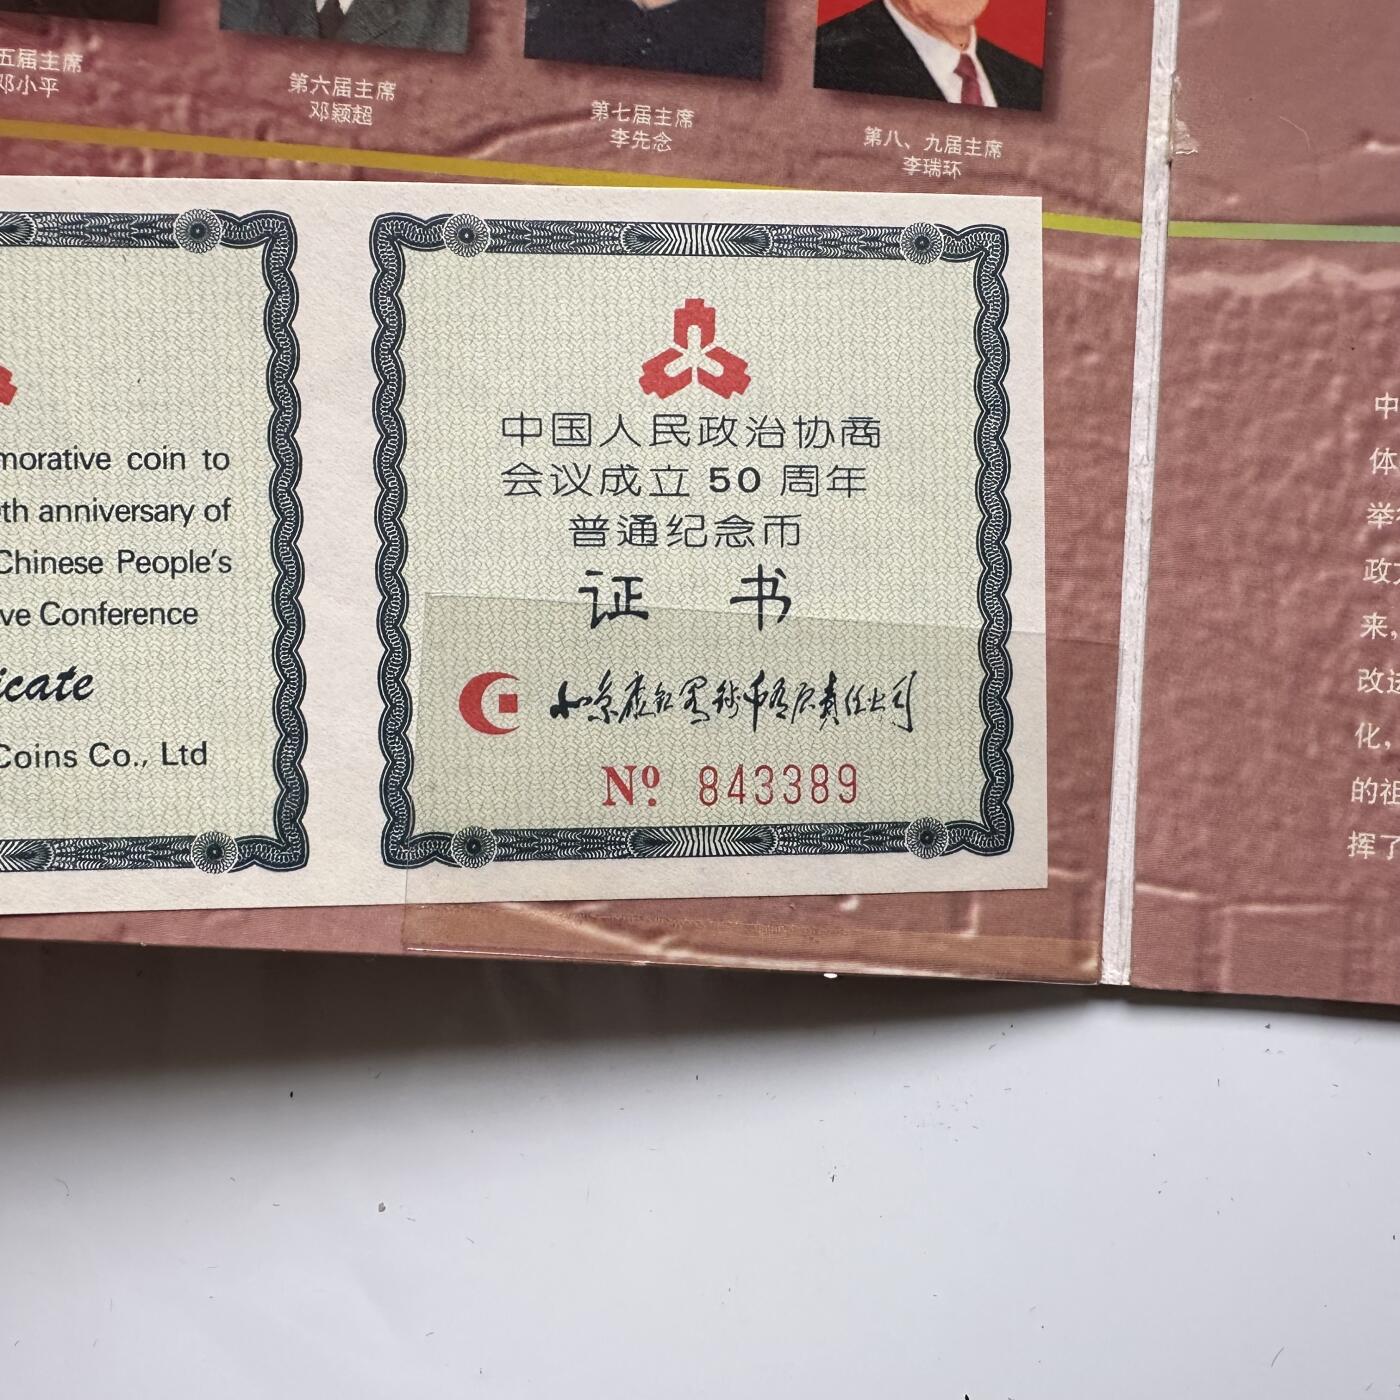 五届主席
邓小平
第六届主席
邓颖超
第七届主席
李先念
第八、九届主席
李瑞环
morative coin to
th anniversary of
Chinese People's
ve Conference
icate
Coins Co., Ltd
中国人民政治协商
会议成立 50 周年
普通纪念币
证 书
Nº 843389
中
体
举
政
来,
改
化,
的祖
挥了